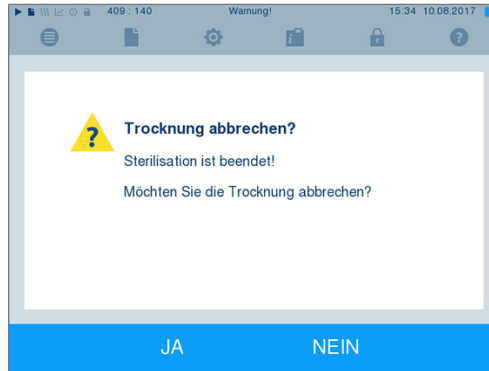 409 : 140 Warnung! 15:34 10.08.2017
Trocknung abbrechen?
Sterilisation ist beendet!
Möchten Sie die Trocknung abbrechen?
JA NEIN